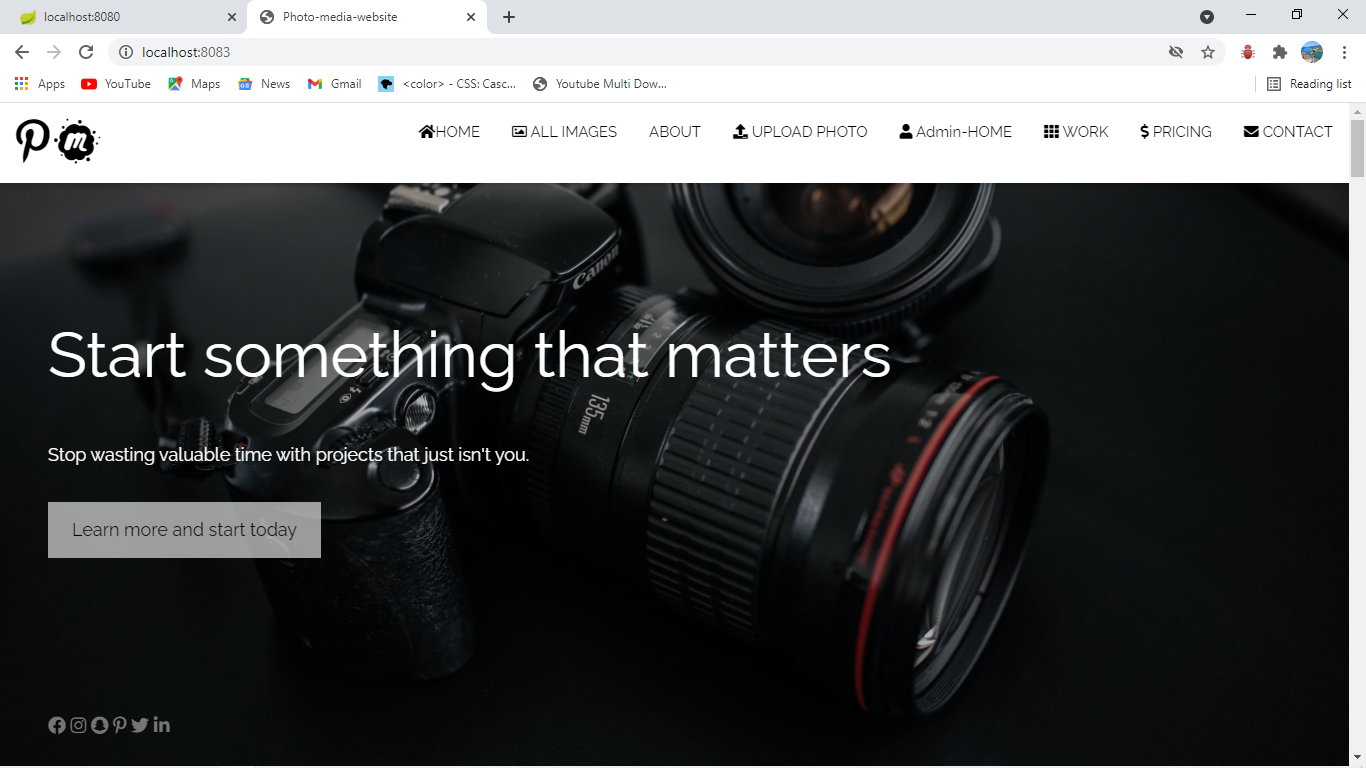 localhost:8080
Photo-media-website
localhost:8083
Apps YouTube Maps News Gmail <color> - CSS: Casc... Youtube Multi Dow... Reading list
P m HOME ALL IMAGES ABOUT UPLOAD PHOTO Admin-HOME WORK $ PRICING CONTACT
Canon
Start something that matters
135mm
Stop wasting valuable time with projects that just isn't you.
Learn more and start today